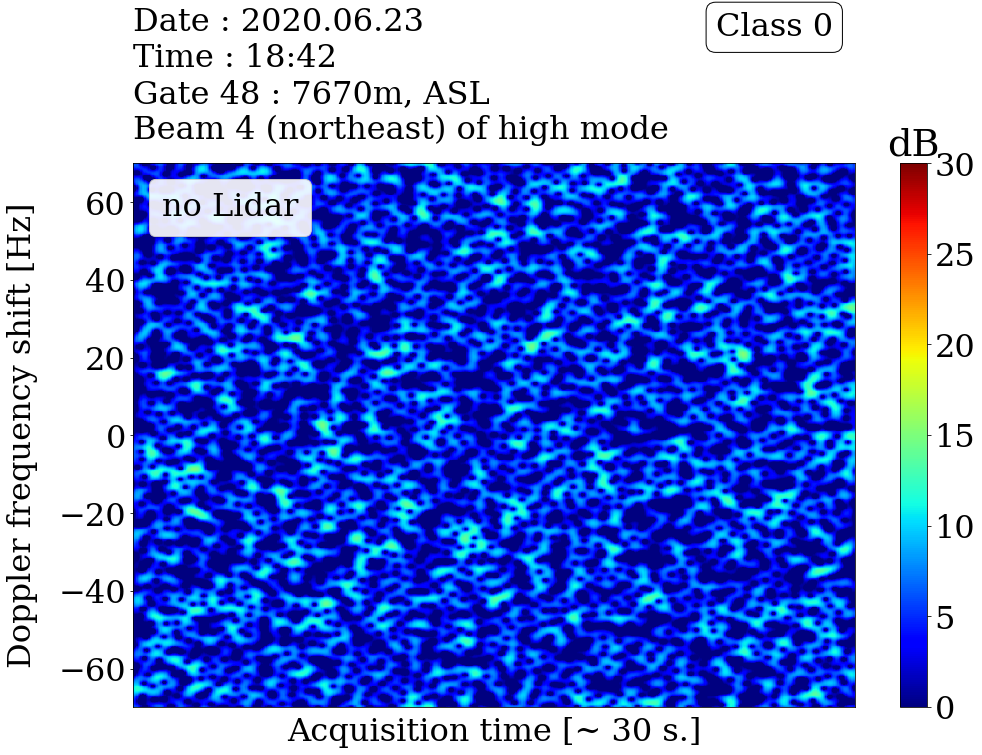 Date : 2020.06.23
Time : 18:42
Gate 48 : 7670m, ASL
Beam 4 (northeast) of high mode
Class 0
dB
no Lidar
Doppler frequency shift [Hz]
60
40
20
0
−20
−40
−60
30
25
20
15
10
5
0
Acquisition time [~ 30 s.]